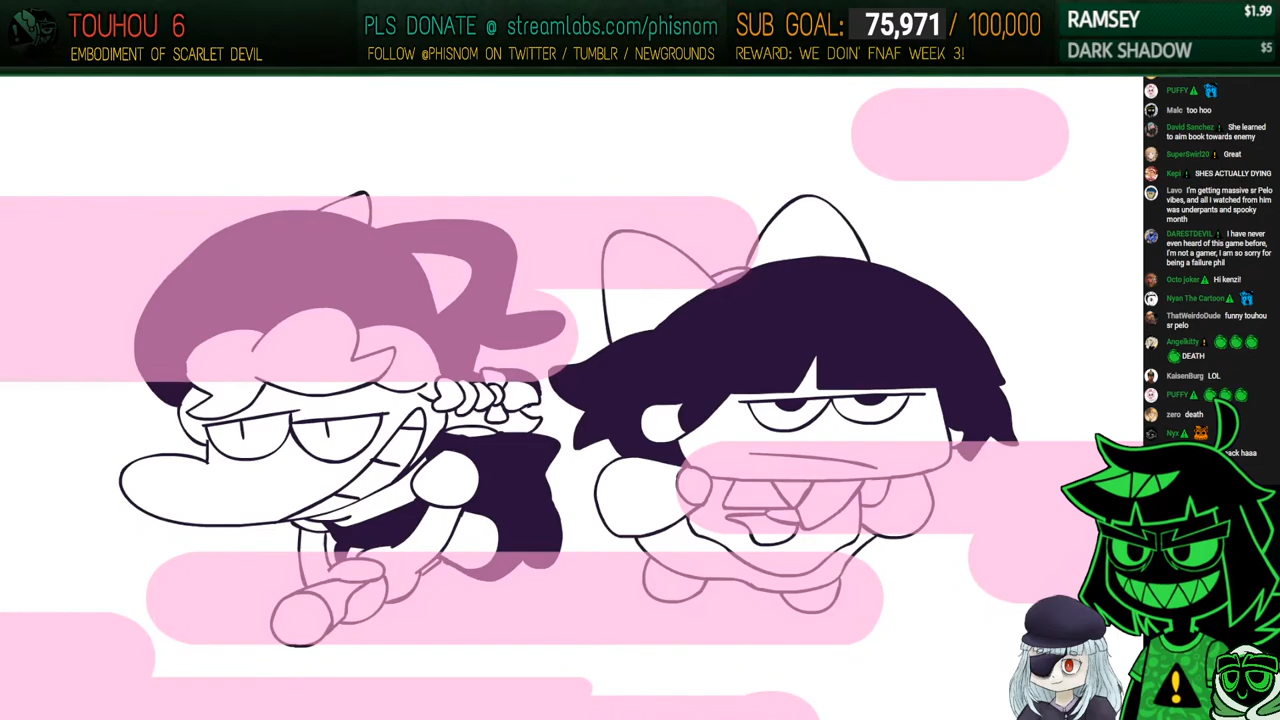 TOUHOU 6
EMBODIMENT OF SCARLET DEVIL
PLS DONATE @ streamlabs.com/phisnom
FOLLOW @PHISNOM ON TWITTER / TUMBLR / NEWGROUNDS
SUB GOAL: 75,971 / 100,000
REWARD: WE DOIN' FNAF WEEK 3!
RAMSEY $1.99
DARK SHADOW $5
PUFFY
Malc too hoo
David Sanchez She learned
to aim book towards enemy
SuperSwirl20 Great
Kepi SHES ACTUALLY DYING
Lavo I'm getting massive sr Pelo
vibes, and all I watched from him
was underpants and spooky
month
DARESTDEVIL I have never
even heard of this game before,
I'm not a gamer, I am so sorry for
being a failure phil
Octo joker Hi kenzi!
Nyan The Cartoon
ThatWeirdoDude funny touhou
sr pelo
Angelkitty
DEATH
KaisenBurg LOL
PUFFY
zero death
Nyx
haaa